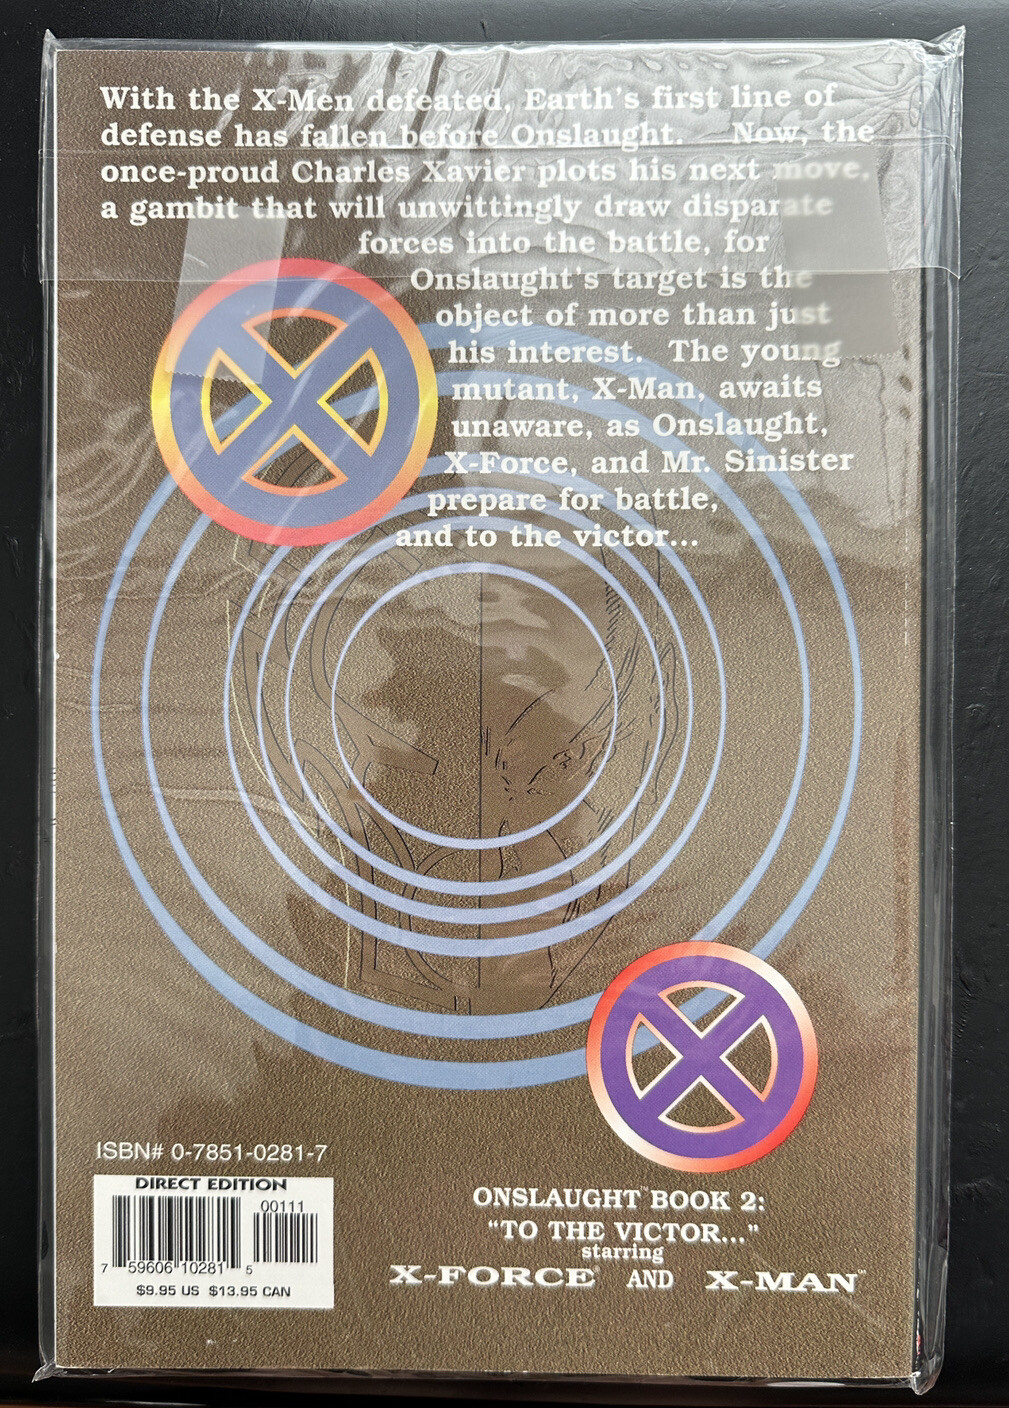 With the X-Men defeated, Earth's first line of
defense has fallen before Onslaught. Now, the
once-proud Charles Xavier plots his next move,
a gambit that will unwittingly draw disparate
forces into the battle, for
Onslaught's target is the
object of more than just
his interest. The young
mutant, X-Man, awaits
unaware, as Onslaught,
X-Force, and Mr. Sinister
prepare for battle,
and to the victor...
ISBN# 0-7851-0281-7
DIRECT EDITION
00111
7 59606 10281 5
$9.95 US $13.95 CAN
ONSLAUGHT™ BOOK 2:
"TO THE VICTOR..."
starring
X-FORCE® AND X-MAN™